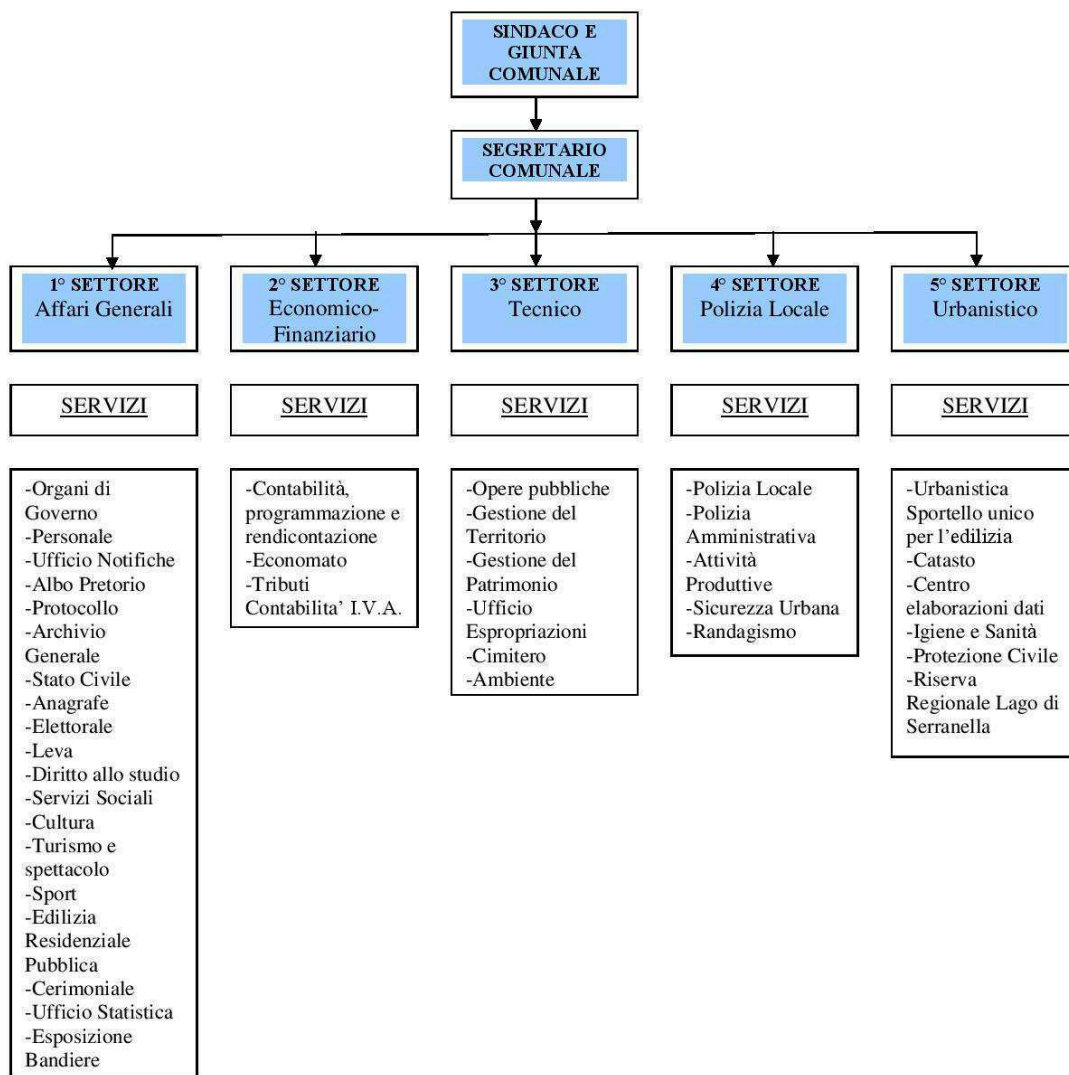 SINDACO E
GIUNTA
COMUNALE
SEGRETARIO
COMUNALE
1° SETTORE
Affari Generali
2° SETTORE
Economico-
Finanziario
3° SETTORE
Tecnico
4° SETTORE
Polizia Locale
5° SETTORE
Urbanistico
SERVIZI
SERVIZI
SERVIZI
SERVIZI
SERVIZI
-Organi di
Governo
-Personale
-Ufficio Notifiche
-Albo Pretorio
-Protocollo
-Archivio
Generale
-Stato Civile
-Anagrafe
-Elettorale
-Leva
-Diritto allo studio
-Servizi Sociali
-Cultura
-Turismo e
spettacolo
-Sport
-Edilizia
Residenziale
Pubblica
-Cerimoniale
-Ufficio Statistica
-Esposizione
Bandiere
-Contabilità,
programmazione e
rendicontazione
-Economato
-Tributi
Contabilita' I.V.A.
-Opere pubbliche
-Gestione del
Territorio
-Gestione del
Patrimonio
-Ufficio
Espropriazioni
-Cimitero
-Ambiente
-Polizia Locale
-Polizia
Amministrativa
-Attività
Produttive
-Sicurezza Urbana
-Randagismo
-Urbanistica
Sportello unico
per l'edilizia
-Catasto
-Centro
elaborazioni dati
-Igiene e Sanità
-Protezione Civile
-Riserva
Regionale Lago di
Serranella